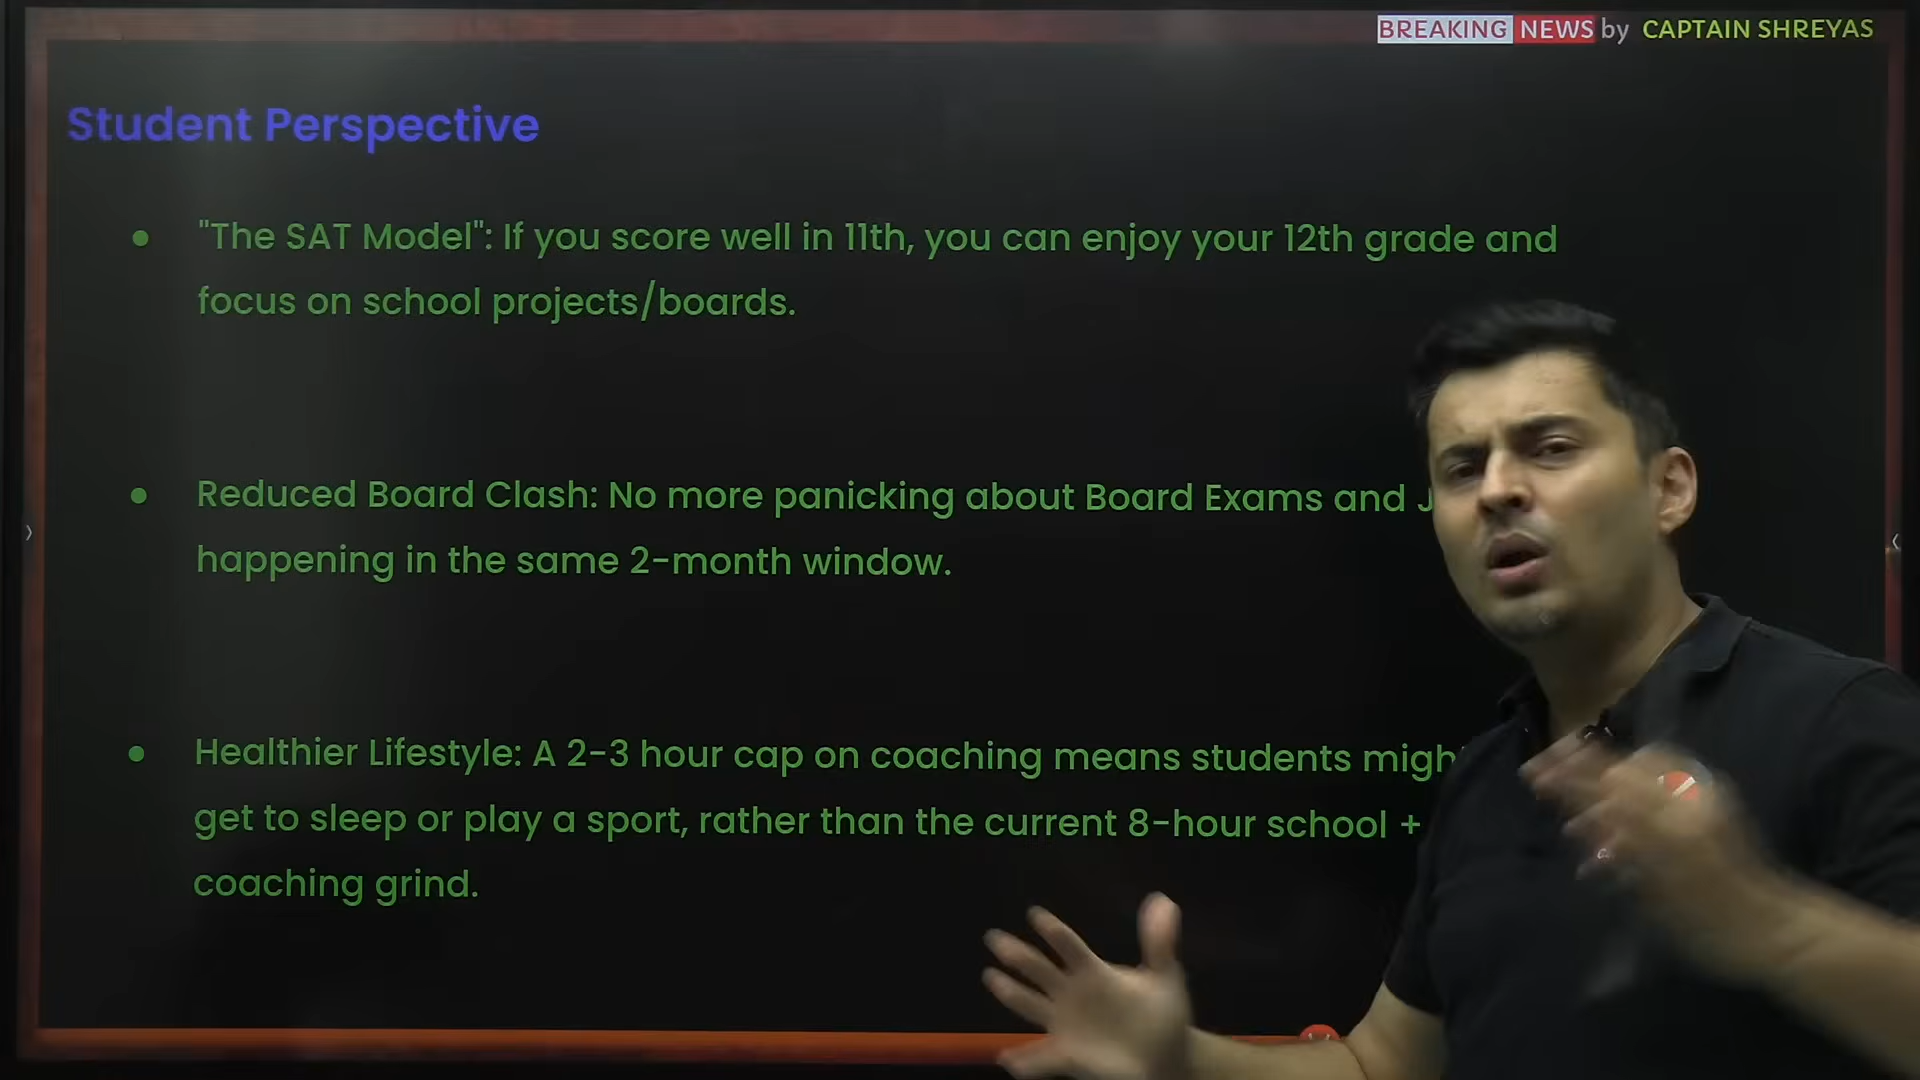 BREAKING NEWS by CAPTAIN SHREYAS
Student Perspective
● "The SAT Model": If you score well in 11th, you can enjoy your 12th grade and
focus on school projects/boards.
● Reduced Board Clash: No more panicking about Board Exams and
happening in the same 2-month window.
● Healthier Lifestyle: A 2-3 hour cap on coaching means students
get to sleep or play a sport, rather than the current 8-hour school +
coaching grind.